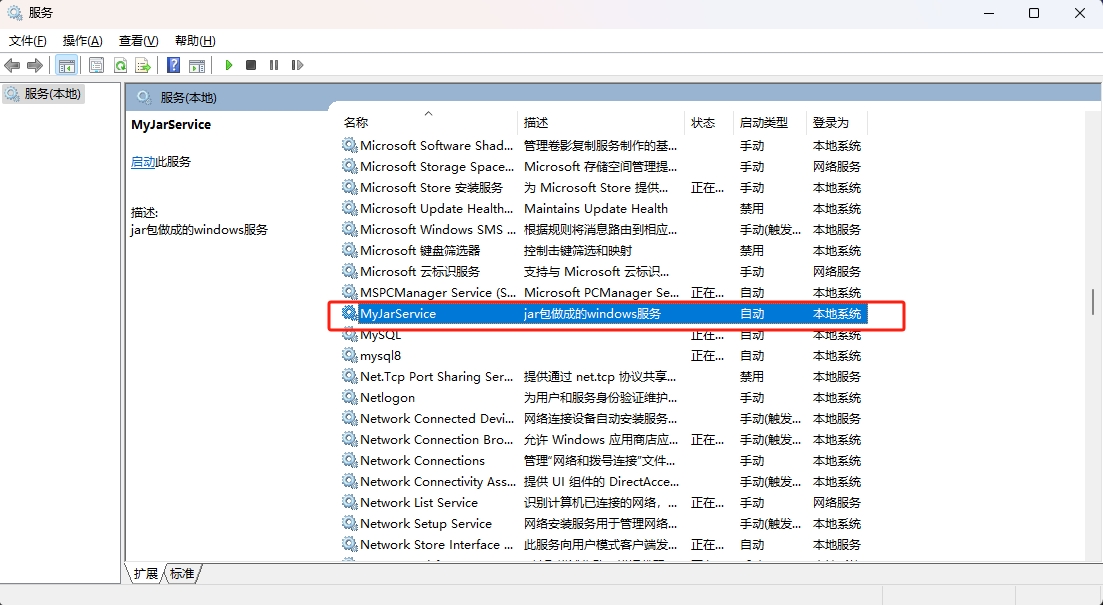 服务
文件(F) 操作(A) 查看(V) 帮助(H)
服务(本地)
服务(本地)
MyJarService
启动此服务
描述:
jar包做成的windows服务
名称 描述 状态 启动类型 登录为
Microsoft Software Shad... 管理卷影复制服务制作的基... 手动 本地系统
Microsoft Storage Space... Microsoft 存储空间管理提... 手动 网络服务
Microsoft Store 安装服务 为 Microsoft Store 提供... 正在... 手动 本地系统
Microsoft Update Health... Maintains Update Health 禁用 本地系统
Microsoft Windows SMS ... 根据规则将消息路由到相应... 手动(触发... 本地服务
Microsoft 键盘筛选器 控制击键筛选和映射 禁用 本地系统
Microsoft 云标识服务 支持与 Microsoft 云标识... 手动 网络服务
MSPCManager Service (S... Microsoft PCManager Se... 正在... 自动 本地系统
MyJarService jar包做成的windows服务 自动 本地系统
MySQL 正在... 自动 本地系统
mysql8 正在... 自动 本地系统
Net.Tcp Port Sharing Ser... 提供通过 net.tcp 协议共享... 禁用 本地服务
Netlogon 为用户和服务身份验证维护... 手动 本地系统
Network Connected Devi... 网络连接设备自动安装服务... 手动(触发... 本地服务
Network Connection Bro... 允许 Windows 应用商店应... 正在... 手动(触发... 本地系统
Network Connections 管理“网络和拨号连接”文件... 手动 本地系统
Network Connectivity Ass... 提供 UI 组件的 DirectAcce... 手动(触发... 本地系统
Network List Service 识别计算机已连接的网络，... 正在... 手动 网络服务
Network Setup Service 网络安装服务用于管理网络... 手动(触发... 本地系统
Network Store Interface ... 此服务向用户模式客户端发... 正在... 自动 本地服务
扩展 标准